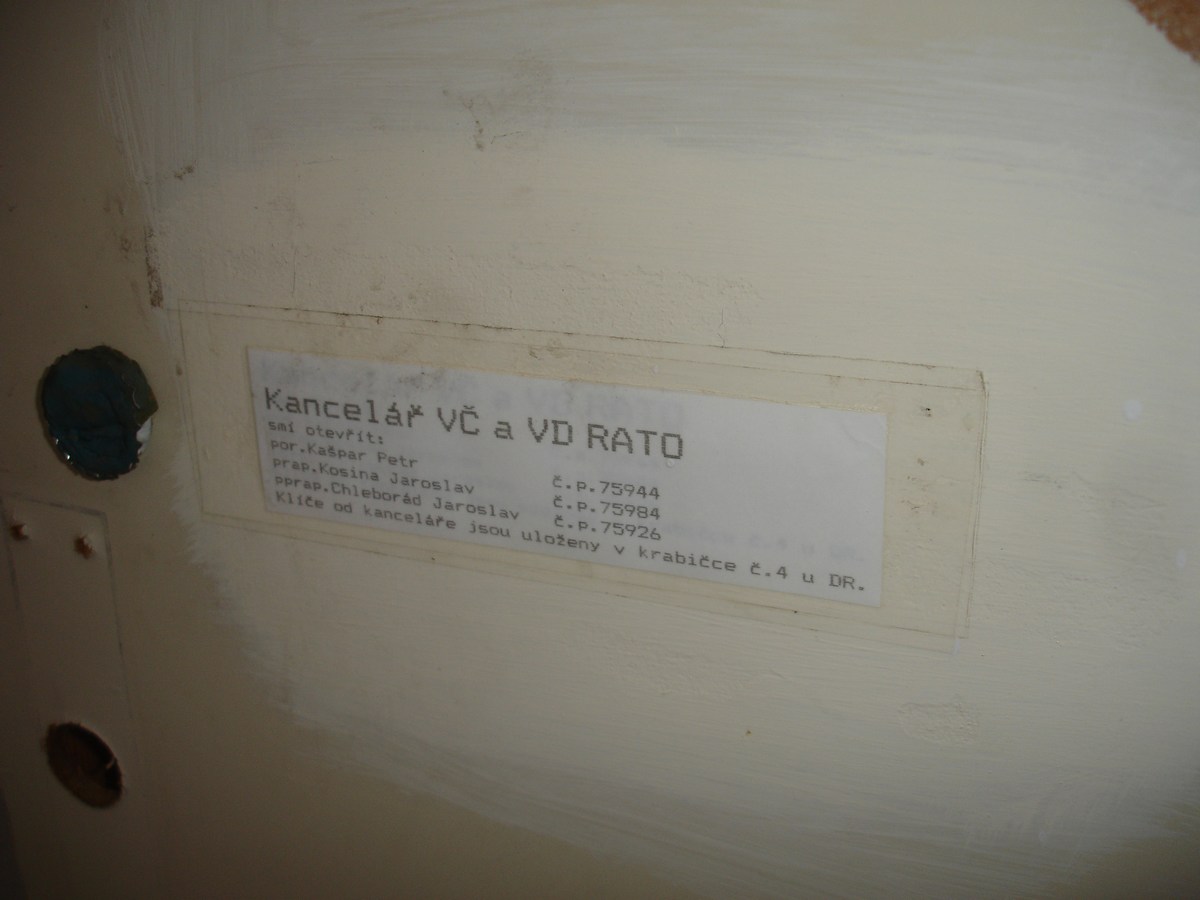 Kancelář VČ a VD RATO
smí otevřít:
por.Kašpar Petr č.p.75944
prap.Kosina Jaroslav č.p.75984
pprap.Chleborád Jaroslav č.p.75926
Klíče od kanceláře jsou uloženy v krabičce č.4 u DR.